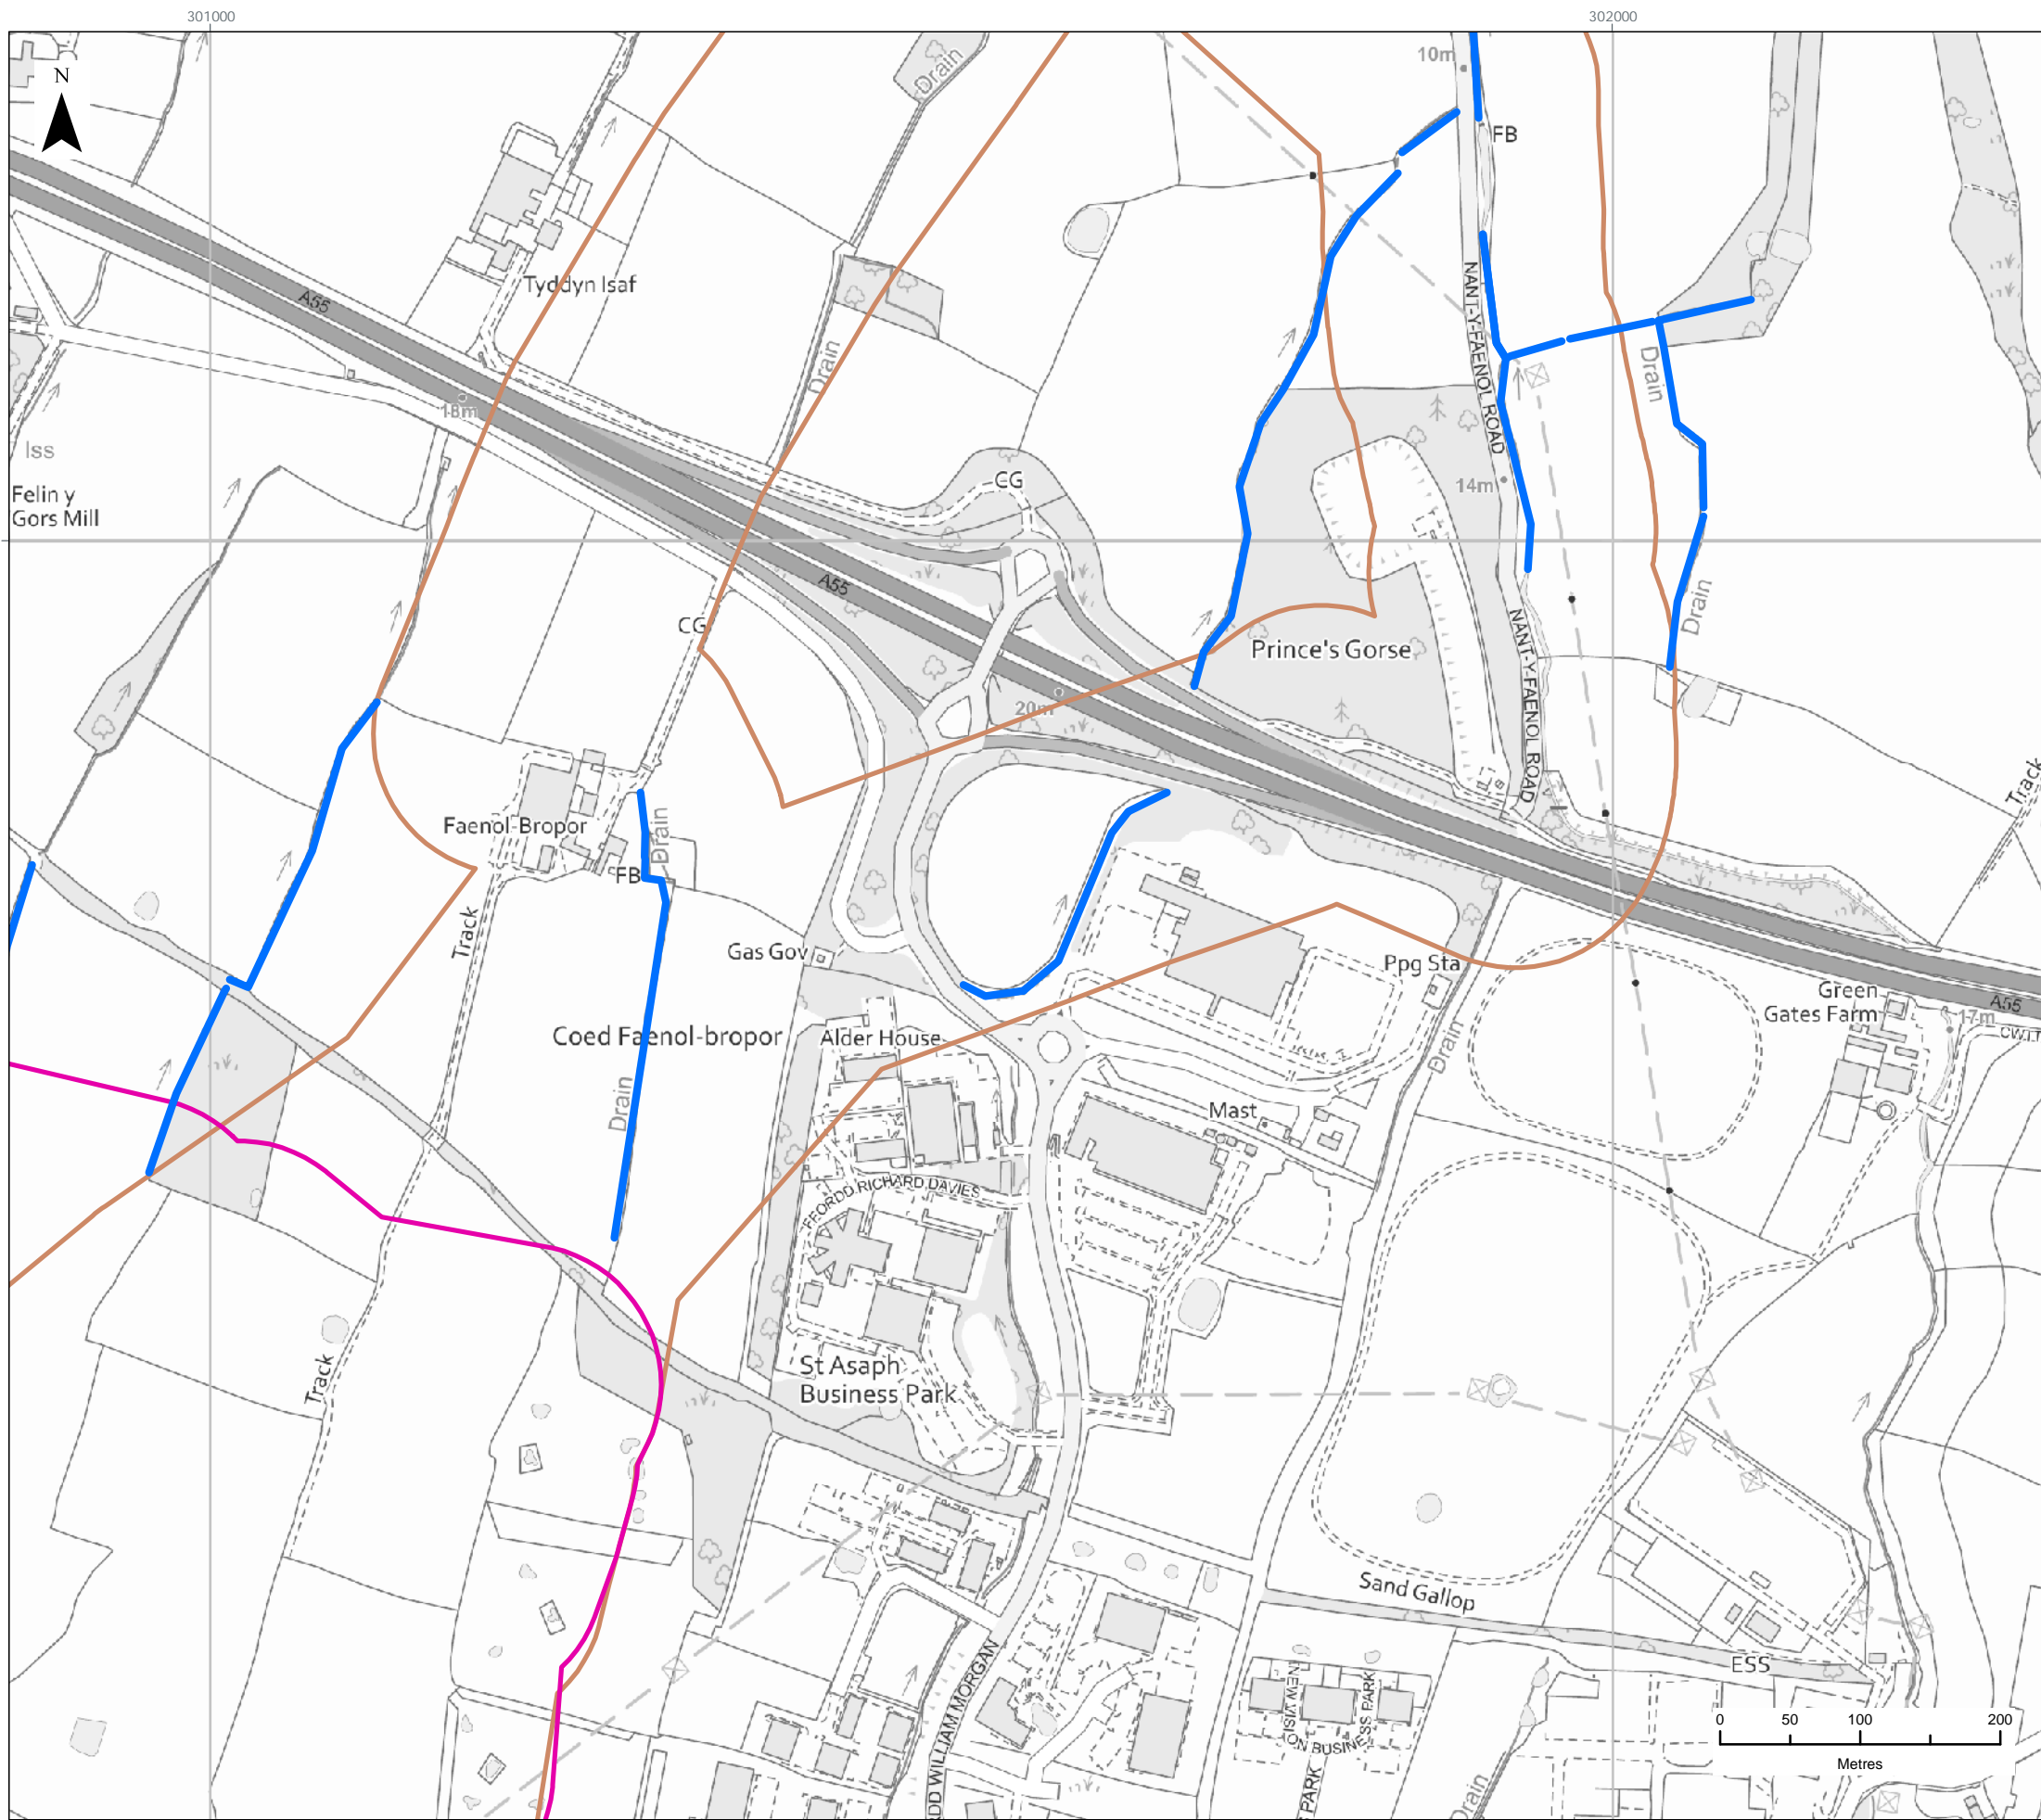 301000
302000
N
10m
Drain
FB
Tyddyn Isaf
A55
NANT-Y-FAENOL ROAD
Drain
Drain
18m
Iss
CG
14m
Felin y
Gors Mill
A55
Drain
CG
NANT-Y-FAENOL ROAD
Prince's Gorse
20m
Track
Faenol-Bropor
Drain
FB
Track
Gas Gov
Ppg Sta
Green
Gates Farm
A55
17m
Coed Faenol-bropor
Alder House
Drain
Drain
Mast
FFORDD RICHARD DAVIES
Track
St Asaph
Business Park
Sand Gallop
ESS
NEW VISION BUSINESS PARK
WILLIAM MORGAN
PARK
Drain
0 50 100 200
Metres